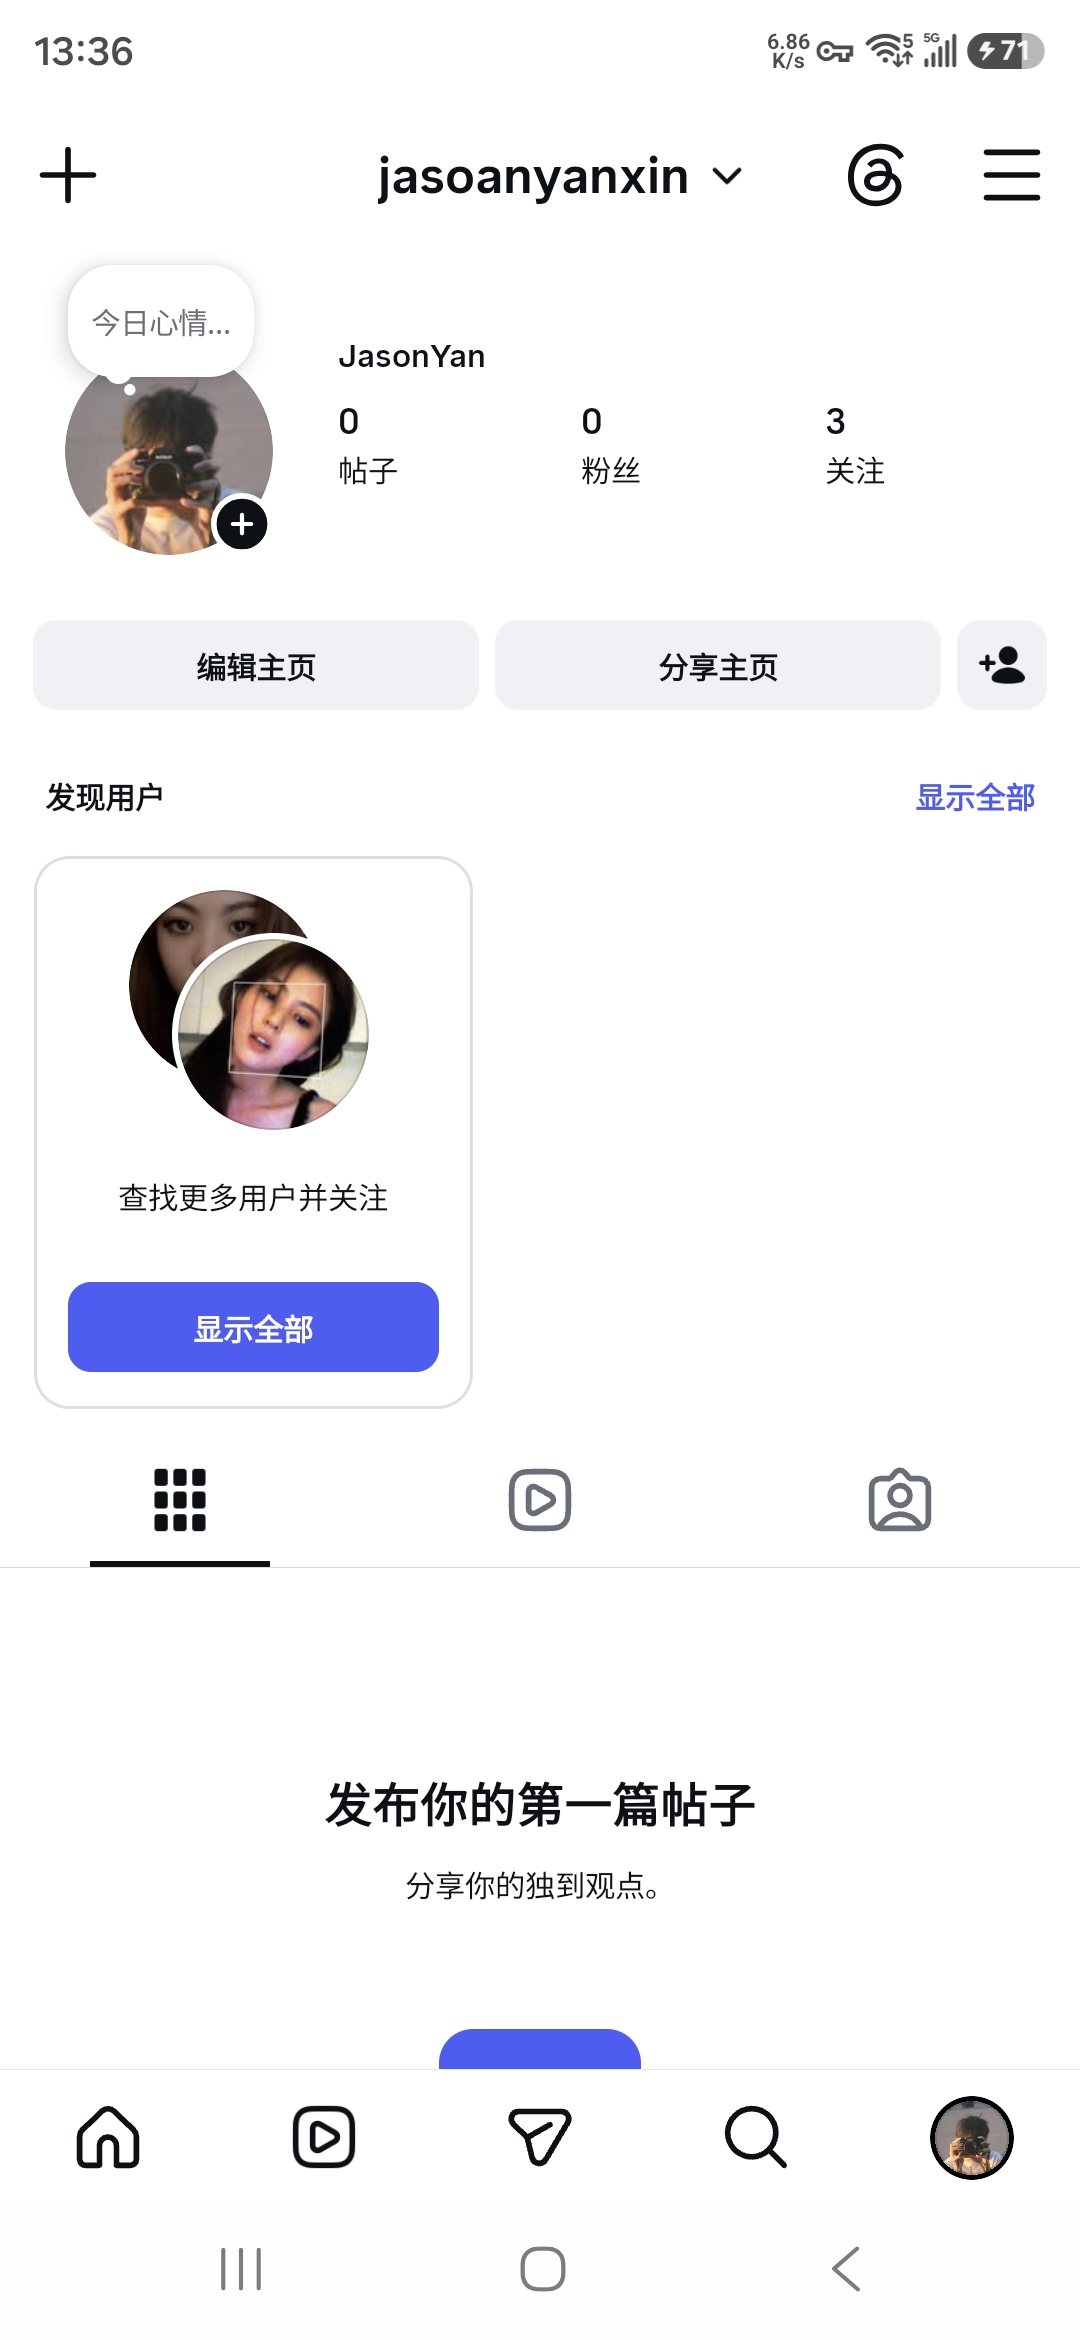 13:36
6.86
K/s
5
5G
71
jasoanyanxin
今日心情...
JasonYan
0
0
3
帖子
粉丝
关注
编辑主页
分享主页
发现用户
显示全部
查找更多用户并关注
显示全部
发布你的第一篇帖子
分享你的独到观点。